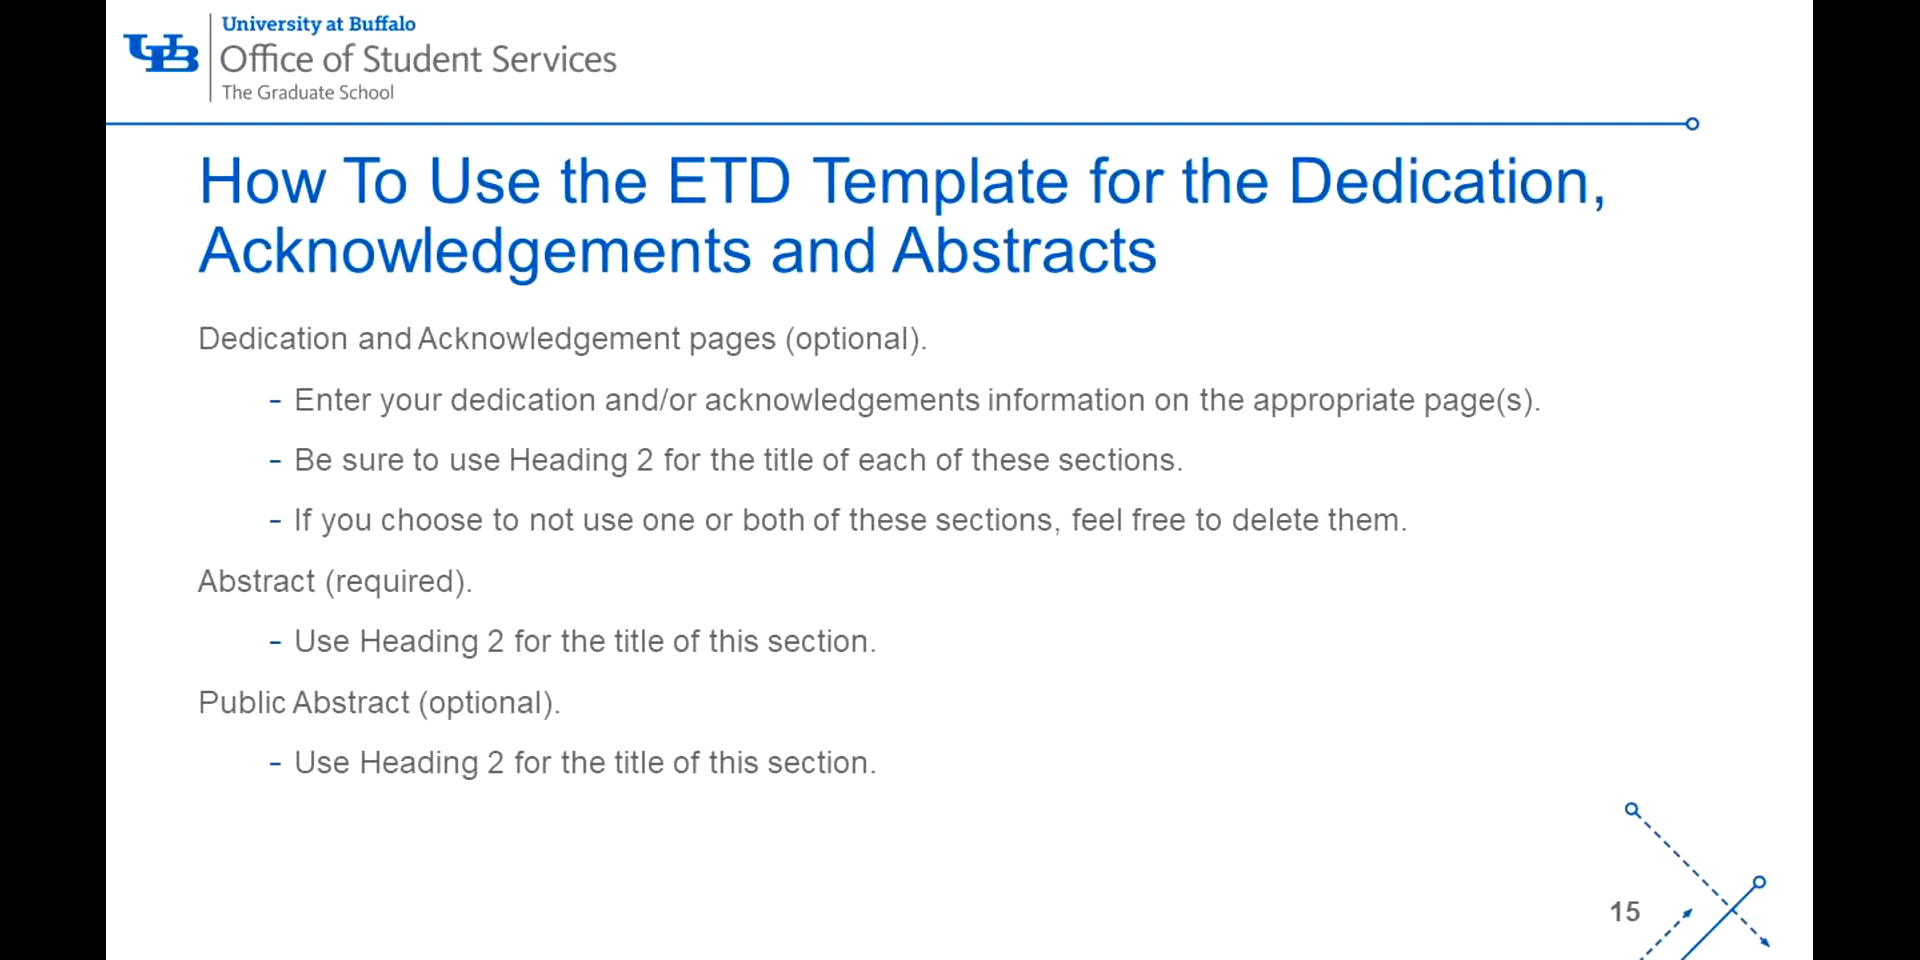 UB
University at Buffalo
Office of Student Services
The Graduate School
How To Use the ETD Template for the Dedication,
Acknowledgements and Abstracts
Dedication and Acknowledgement pages (optional).
– Enter your dedication and/or acknowledgements information on the appropriate page(s).
– Be sure to use Heading 2 for the title of each of these sections.
– If you choose to not use one or both of these sections, feel free to delete them.
Abstract (required).
– Use Heading 2 for the title of this section.
Public Abstract (optional).
– Use Heading 2 for the title of this section.
15